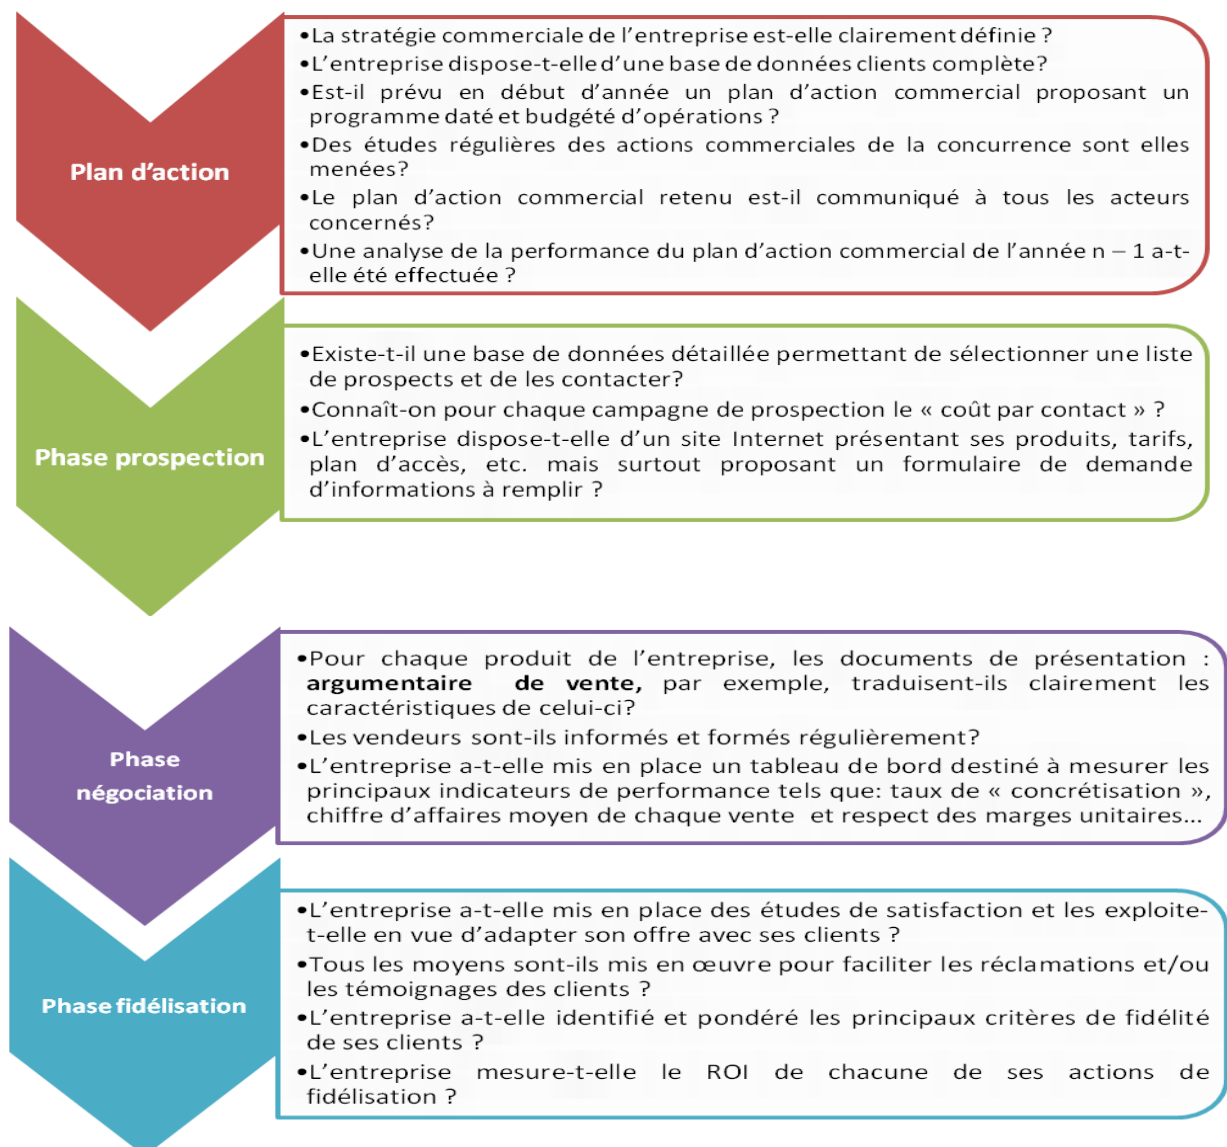 Plan d'action
•La stratégie commerciale de l'entreprise est-elle clairement définie ?
•L'entreprise dispose-t-elle d'une base de données clients complète?
•Est-il prévu en début d'année un plan d'action commercial proposant un
programme daté et budgété d'opérations ?
•Des études régulières des actions commerciales de la concurrence sont elles
menées?
•Le plan d'action commercial retenu est-il communiqué à tous les acteurs
concernés?
•Une analyse de la performance du plan d'action commercial de l'année n – 1 a-t-
elle été effectuée ?
Phase prospection
•Existe-t-il une base de données détaillée permettant de sélectionner une liste
de prospects et de les contacter?
•Connaît-on pour chaque campagne de prospection le « coût par contact » ?
•L'entreprise dispose-t-elle d'un site Internet présentant ses produits, tarifs,
plan d'accès, etc. mais surtout proposant un formulaire de demande
d'informations à remplir ?
Phase
négociation
•Pour chaque produit de l'entreprise, les documents de présentation :
argumentaire de vente, par exemple, traduisent-ils clairement les
caractéristiques de celui-ci?
•Les vendeurs sont-ils informés et formés régulièrement?
•L'entreprise a-t-elle mis en place un tableau de bord destiné à mesurer les
principaux indicateurs de performance tels que: taux de « concrétisation »,
chiffre d'affaires moyen de chaque vente et respect des marges unitaires...
Phase fidélisation
•L'entreprise a-t-elle mis en place des études de satisfaction et les exploite-
t-elle en vue d'adapter son offre avec ses clients ?
•Tous les moyens sont-ils mis en œuvre pour faciliter les réclamations et/ou
les témoignages des clients ?
•L'entreprise a-t-elle identifié et pondéré les principaux critères de fidélité
de ses clients ?
•L'entreprise mesure-t-elle le ROI de chacune de ses actions de
fidélisation ?